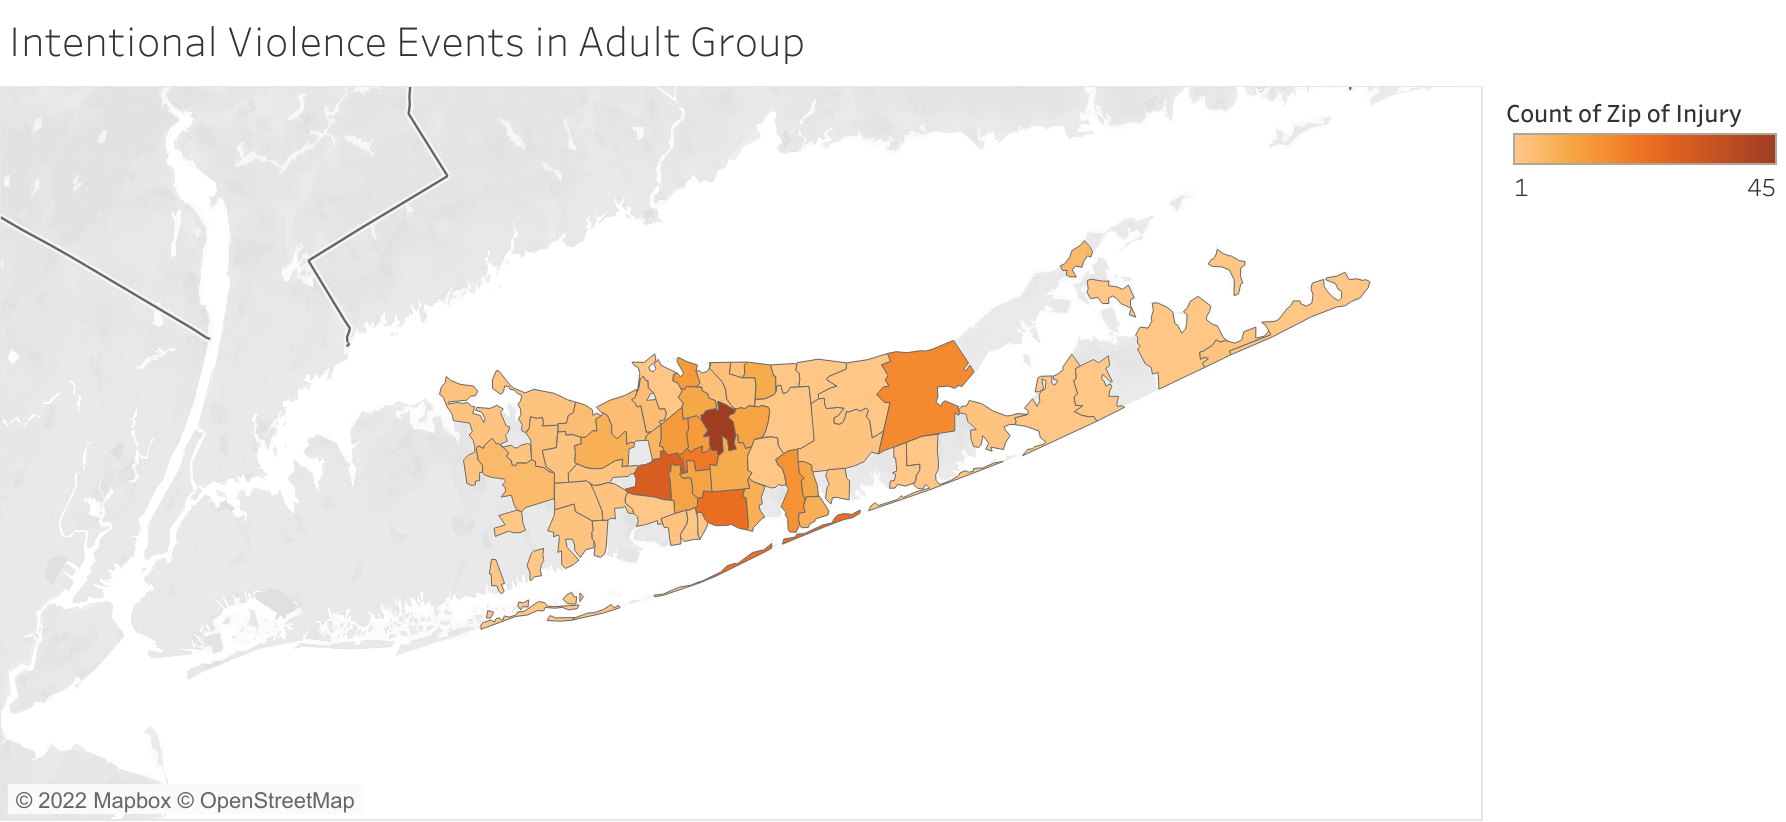 Intentional Violence Events in Adult Group
Count of Zip of Injury
1 45
© 2022 Mapbox © OpenStreetMap